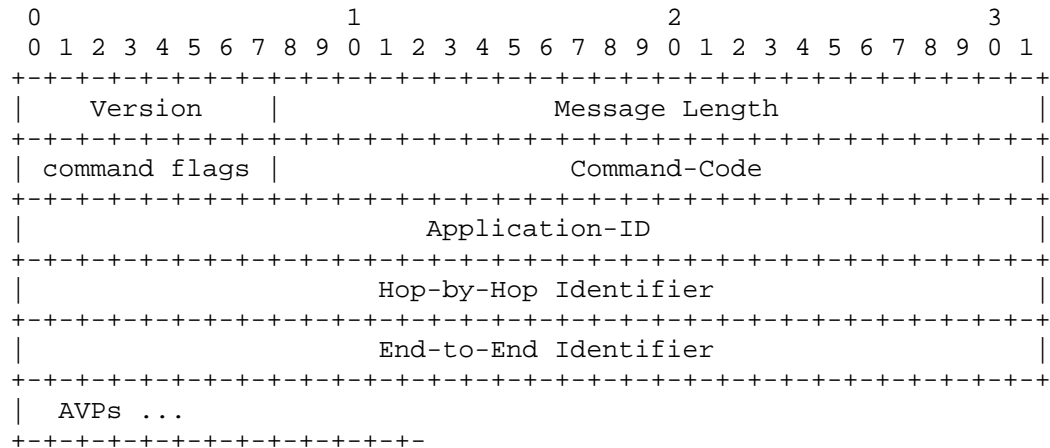 0                   1                   2                   3
 0 1 2 3 4 5 6 7 8 9 0 1 2 3 4 5 6 7 8 9 0 1 2 3 4 5 6 7 8 9 0 1
+-+-+-+-+-+-+-+-+-+-+-+-+-+-+-+-+-+-+-+-+-+-+-+-+-+-+-+-+-+-+-+-+
|    Version    |                 Message Length                |
+-+-+-+-+-+-+-+-+-+-+-+-+-+-+-+-+-+-+-+-+-+-+-+-+-+-+-+-+-+-+-+-+
| command flags |                  Command-Code                 |
+-+-+-+-+-+-+-+-+-+-+-+-+-+-+-+-+-+-+-+-+-+-+-+-+-+-+-+-+-+-+-+-+
|                         Application-ID                        |
+-+-+-+-+-+-+-+-+-+-+-+-+-+-+-+-+-+-+-+-+-+-+-+-+-+-+-+-+-+-+-+-+
|                      Hop-by-Hop Identifier                    |
+-+-+-+-+-+-+-+-+-+-+-+-+-+-+-+-+-+-+-+-+-+-+-+-+-+-+-+-+-+-+-+-+
|                      End-to-End Identifier                    |
+-+-+-+-+-+-+-+-+-+-+-+-+-+-+-+-+-+-+-+-+-+-+-+-+-+-+-+-+-+-+-+-+
|  AVPs ...
+-+-+-+-+-+-+-+-+-+-+-+-+-